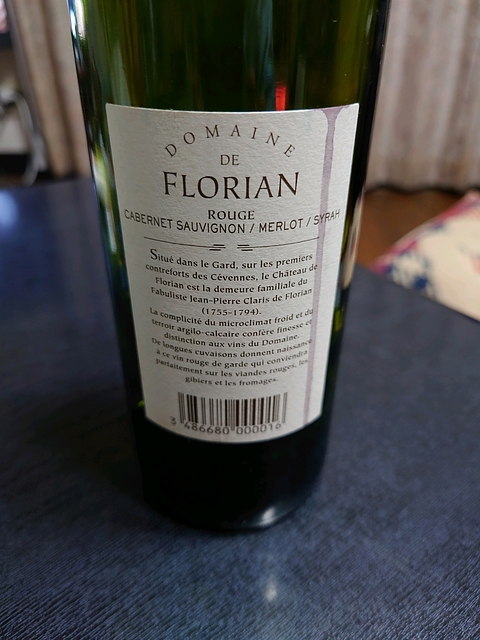 DOMAINE
DE
FLORIAN
ROUGE
CABERNET SAUVIGNON / MERLOT / SYRAH
Situé dans le Gard, sur les premiers
contreforts des Cévennes, le Château de
Florian est la demeure familiale du
Fabuliste Jean-Pierre Claris de Florian
(1755-1794).
La complicité du microclimat froid et du
terroir argilo-calcaire confère finesse et
distinction aux vins du Domaine.
De longues cuvaisons donnent naissance
à ce vin rouge de garde qui conviendra
parfaitement sur les viandes rouges, les
gibiers et les fromages.
3 486680 000016